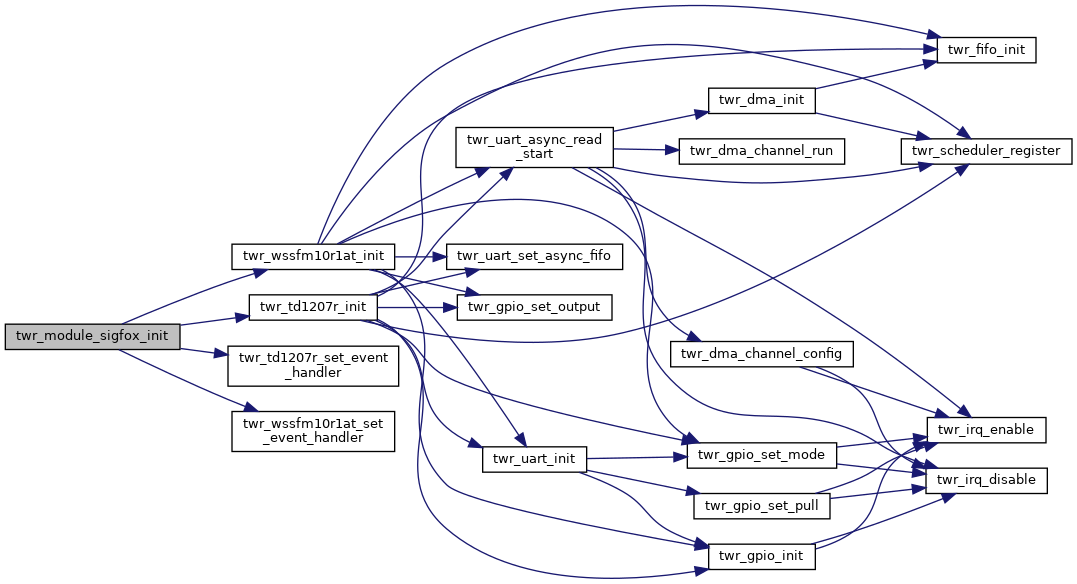 twr_fifo_init
twr_dma_init
twr_uart_async_read
_start
twr_dma_channel_run
twr_scheduler_register
twr_wssfm10r1at_init
twr_uart_set_async_fifo
twr_td1207r_init
twr_gpio_set_output
twr_module_sigfox_init
twr_td1207r_set_event
_handler
twr_dma_channel_config
twr_wssfm10r1at_set
_event_handler
twr_irq_enable
twr_uart_init
twr_gpio_set_mode
twr_irq_disable
twr_gpio_set_pull
twr_gpio_init